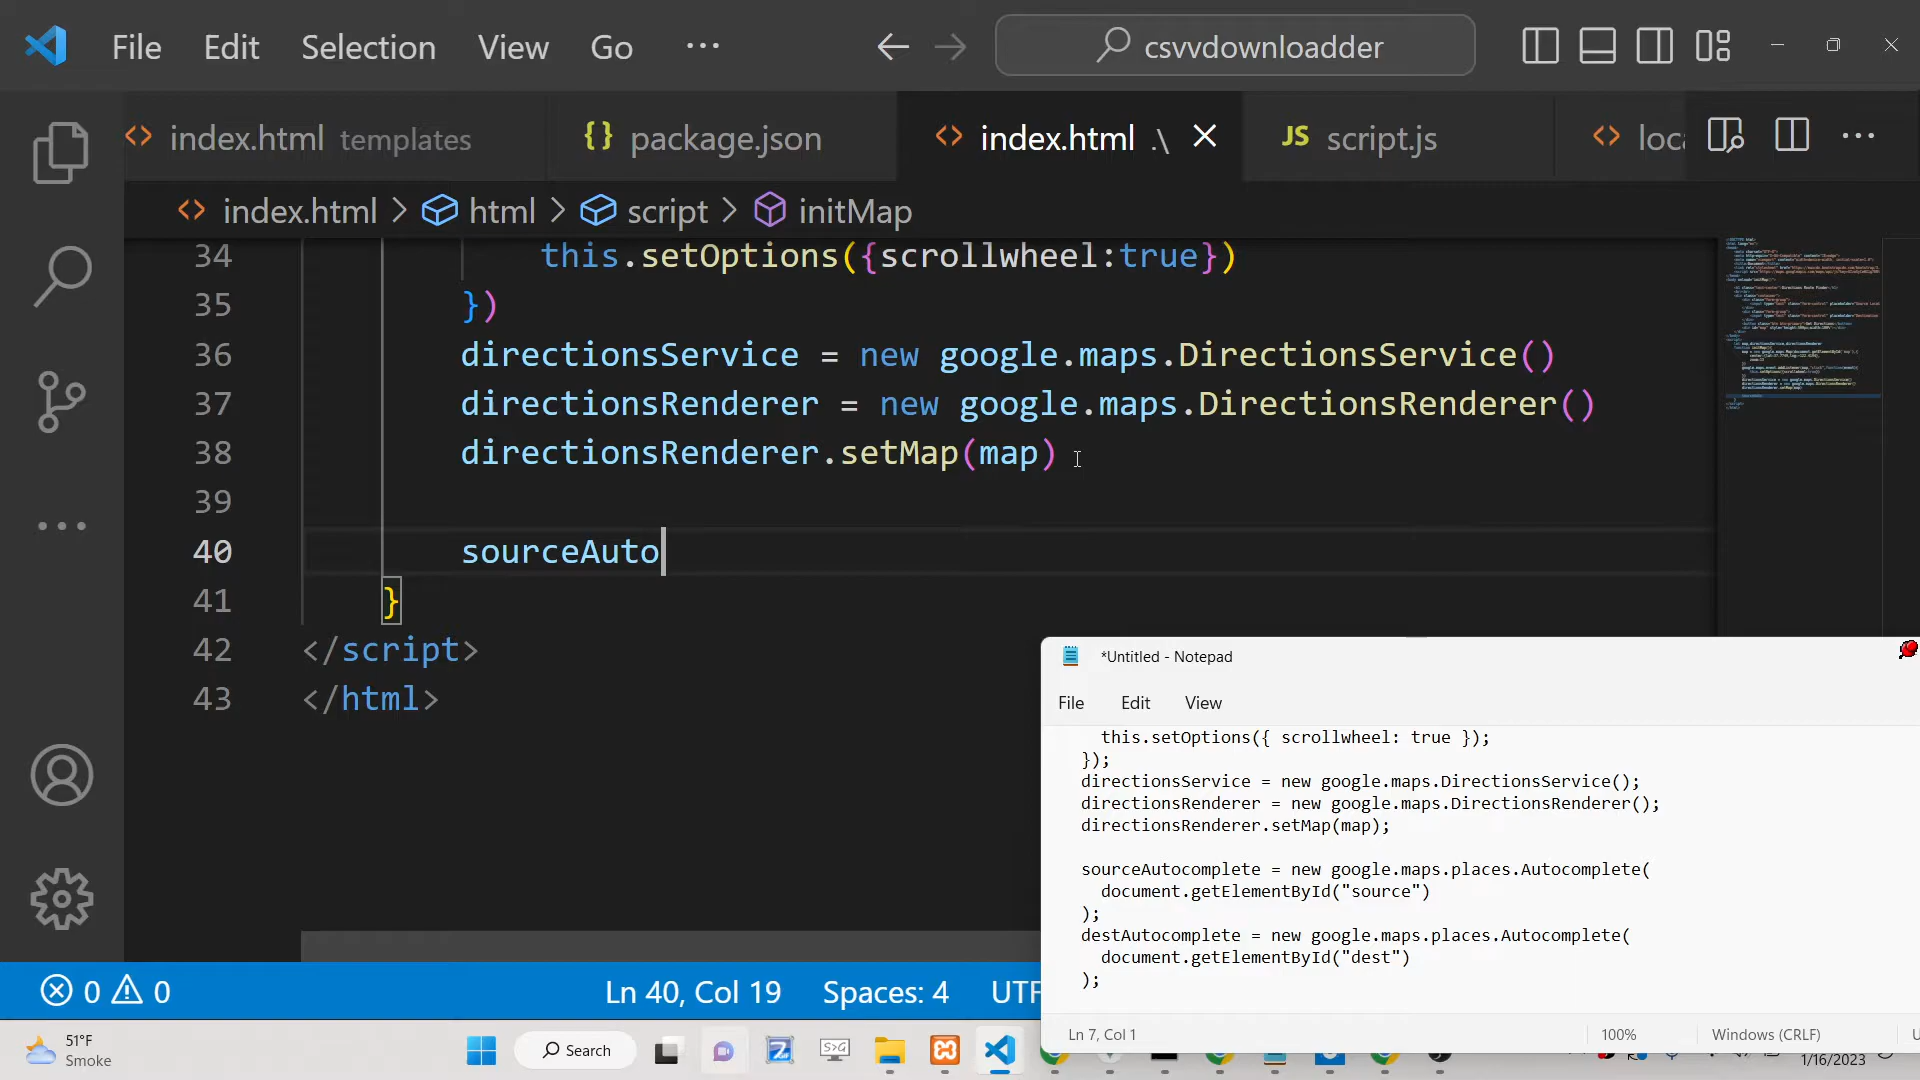 File Edit Selection View Go ... csvvdownloadder
index.html templates package.json index.html .\ JS script.js
index.html > html > script > initMap
34 this.setOptions({scrollwheel:true})
35 })
36 directionsService = new google.maps.DirectionsService()
37 directionsRenderer = new google.maps.DirectionsRenderer()
38 directionsRenderer.setMap(map)
39
40 sourceAuto
41 }
42 </script>
43 </html>
*Untitled - Notepad
File Edit View
this.setOptions({ scrollwheel: true });
});
directionsService = new google.maps.DirectionsService();
directionsRenderer = new google.maps.DirectionsRenderer();
directionsRenderer.setMap(map);
sourceAutocomplete = new google.maps.places.Autocomplete(
document.getElementById("source")
);
destAutocomplete = new google.maps.places.Autocomplete(
document.getElementById("dest")
);
Ln 7, Col 1 100% Windows (CRLF)
0 0 Ln 40, Col 19 Spaces: 4 UTF
51°F
Smoke
Search
1/16/2023